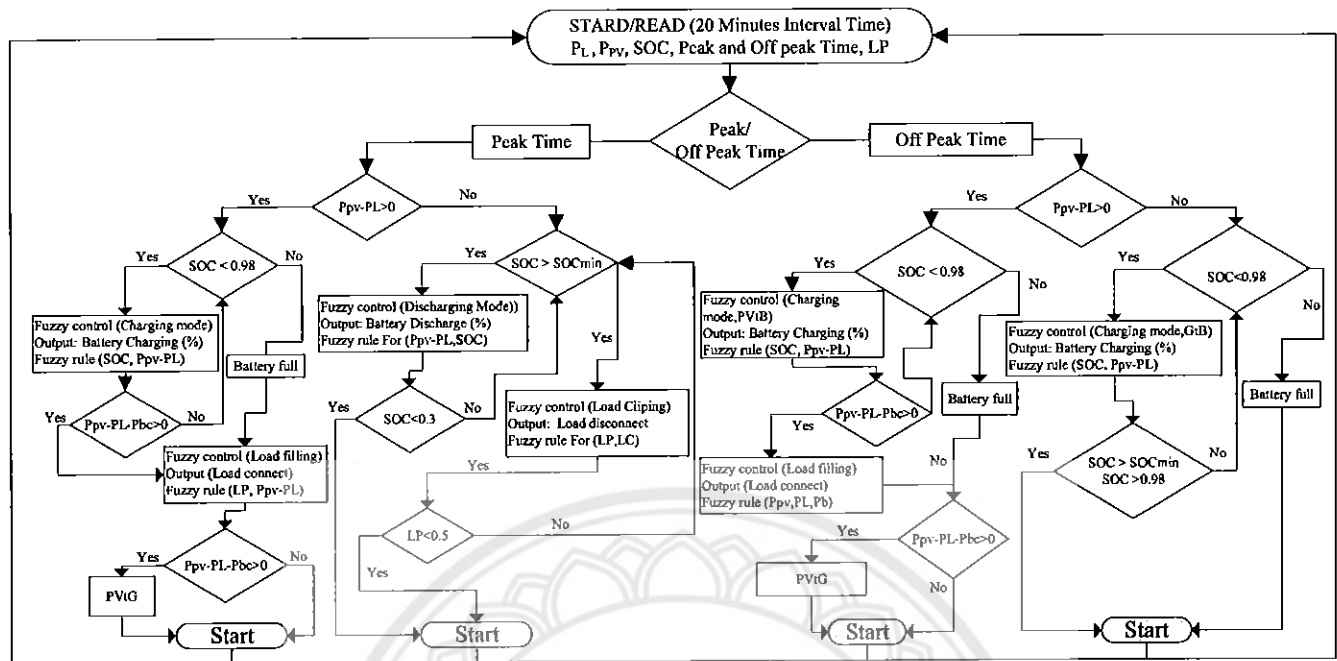 STARD/READ (20 Minutes Interval Time)
PL, PPV, SOC, Peak and Off peak Time, LP
Peak/
Off Peak Time
Peak Time
Off Peak Time
Yes
Ppv-PL>0
No
Yes
SOC < 0.98
No
Fuzzy control (Charging mode)
Output: Battery Charging (%)
Fuzzy rule (SOC, Ppv-PL)
Battery full
Yes
Ppv-PL-Pbc>0
No
Fuzzy control (Load filling)
Output (Load connect)
Fuzzy rule (LP, Ppv-PL)
Yes
Ppv-PL-Pbc>0
No
PVtG
Start
Yes
SOC > SOCmin
Fuzzy control (Discharging Mode))
Output: Battery Discharge (%)
Fuzzy rule For (Ppv-PL,SOC)
Yes
SOC<0.3
No
Yes
Fuzzy control (Load Cliping)
Output: Load disconnect
Fuzzy rule For (LP,LC)
Yes
LP<0.5
No
Yes
Start
Yes
Ppv-PL>0
No
Yes
SOC < 0.98
No
Fuzzy control (Charging
mode,PVtB)
Output: Battery Charging (%)
Fuzzy rule (SOC, Ppv-PL)
Battery full
Yes
Ppv-PL-Pbc>0
Fuzzy control (Load filling)
Output (Load connect)
Fuzzy rule (Ppv,PL,Pb)
No
Yes
Ppv-PL-Pbc>0
No
PVtG
Start
Yes
SOC<0.98
No
Fuzzy control (Charging mode,GtB)
Output: Battery Charging (%)
Fuzzy rule (SOC, Ppv-PL)
Battery full
Yes
SOC > SOCmin
SOC >0.98
No
Start